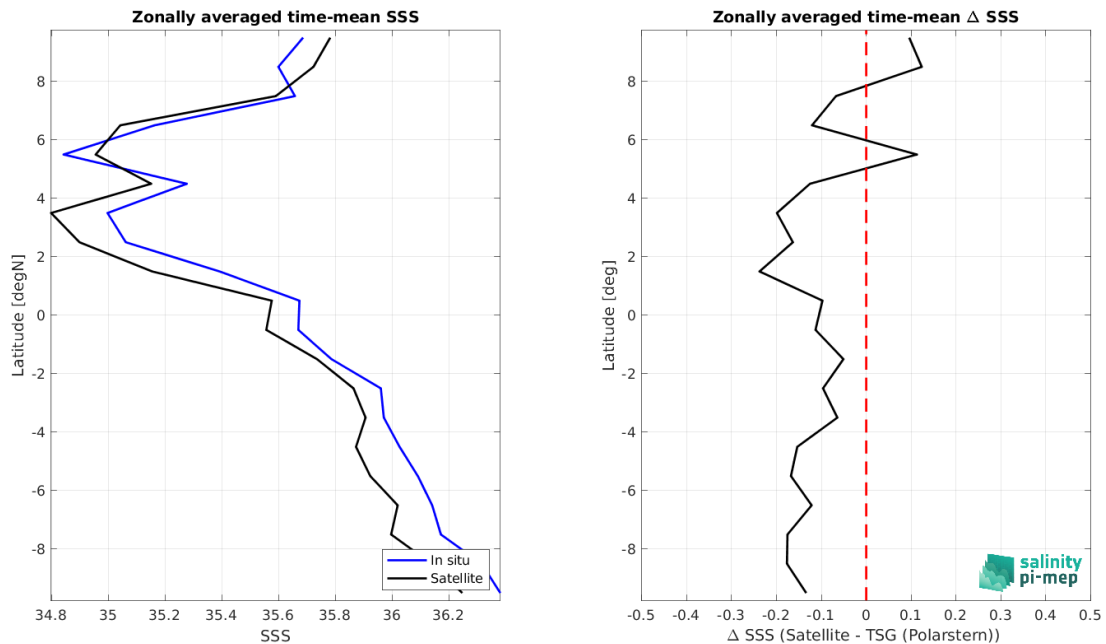 Zonally averaged time-mean SSS
Latitude [degN]
8
6
4
2
0
-2
-4
-6
-8
34.8 35 35.2 35.4 35.6 35.8 36 36.2
SSS
In situ
Satellite
Zonally averaged time-mean Δ SSS
Latitude [deg]
8
6
4
2
0
-2
-4
-6
-8
-0.5 -0.4 -0.3 -0.2 -0.1 0 0.1 0.2 0.3 0.4 0.5
Δ SSS (Satellite - TSG (Polarstern))
salinity
pi-mep